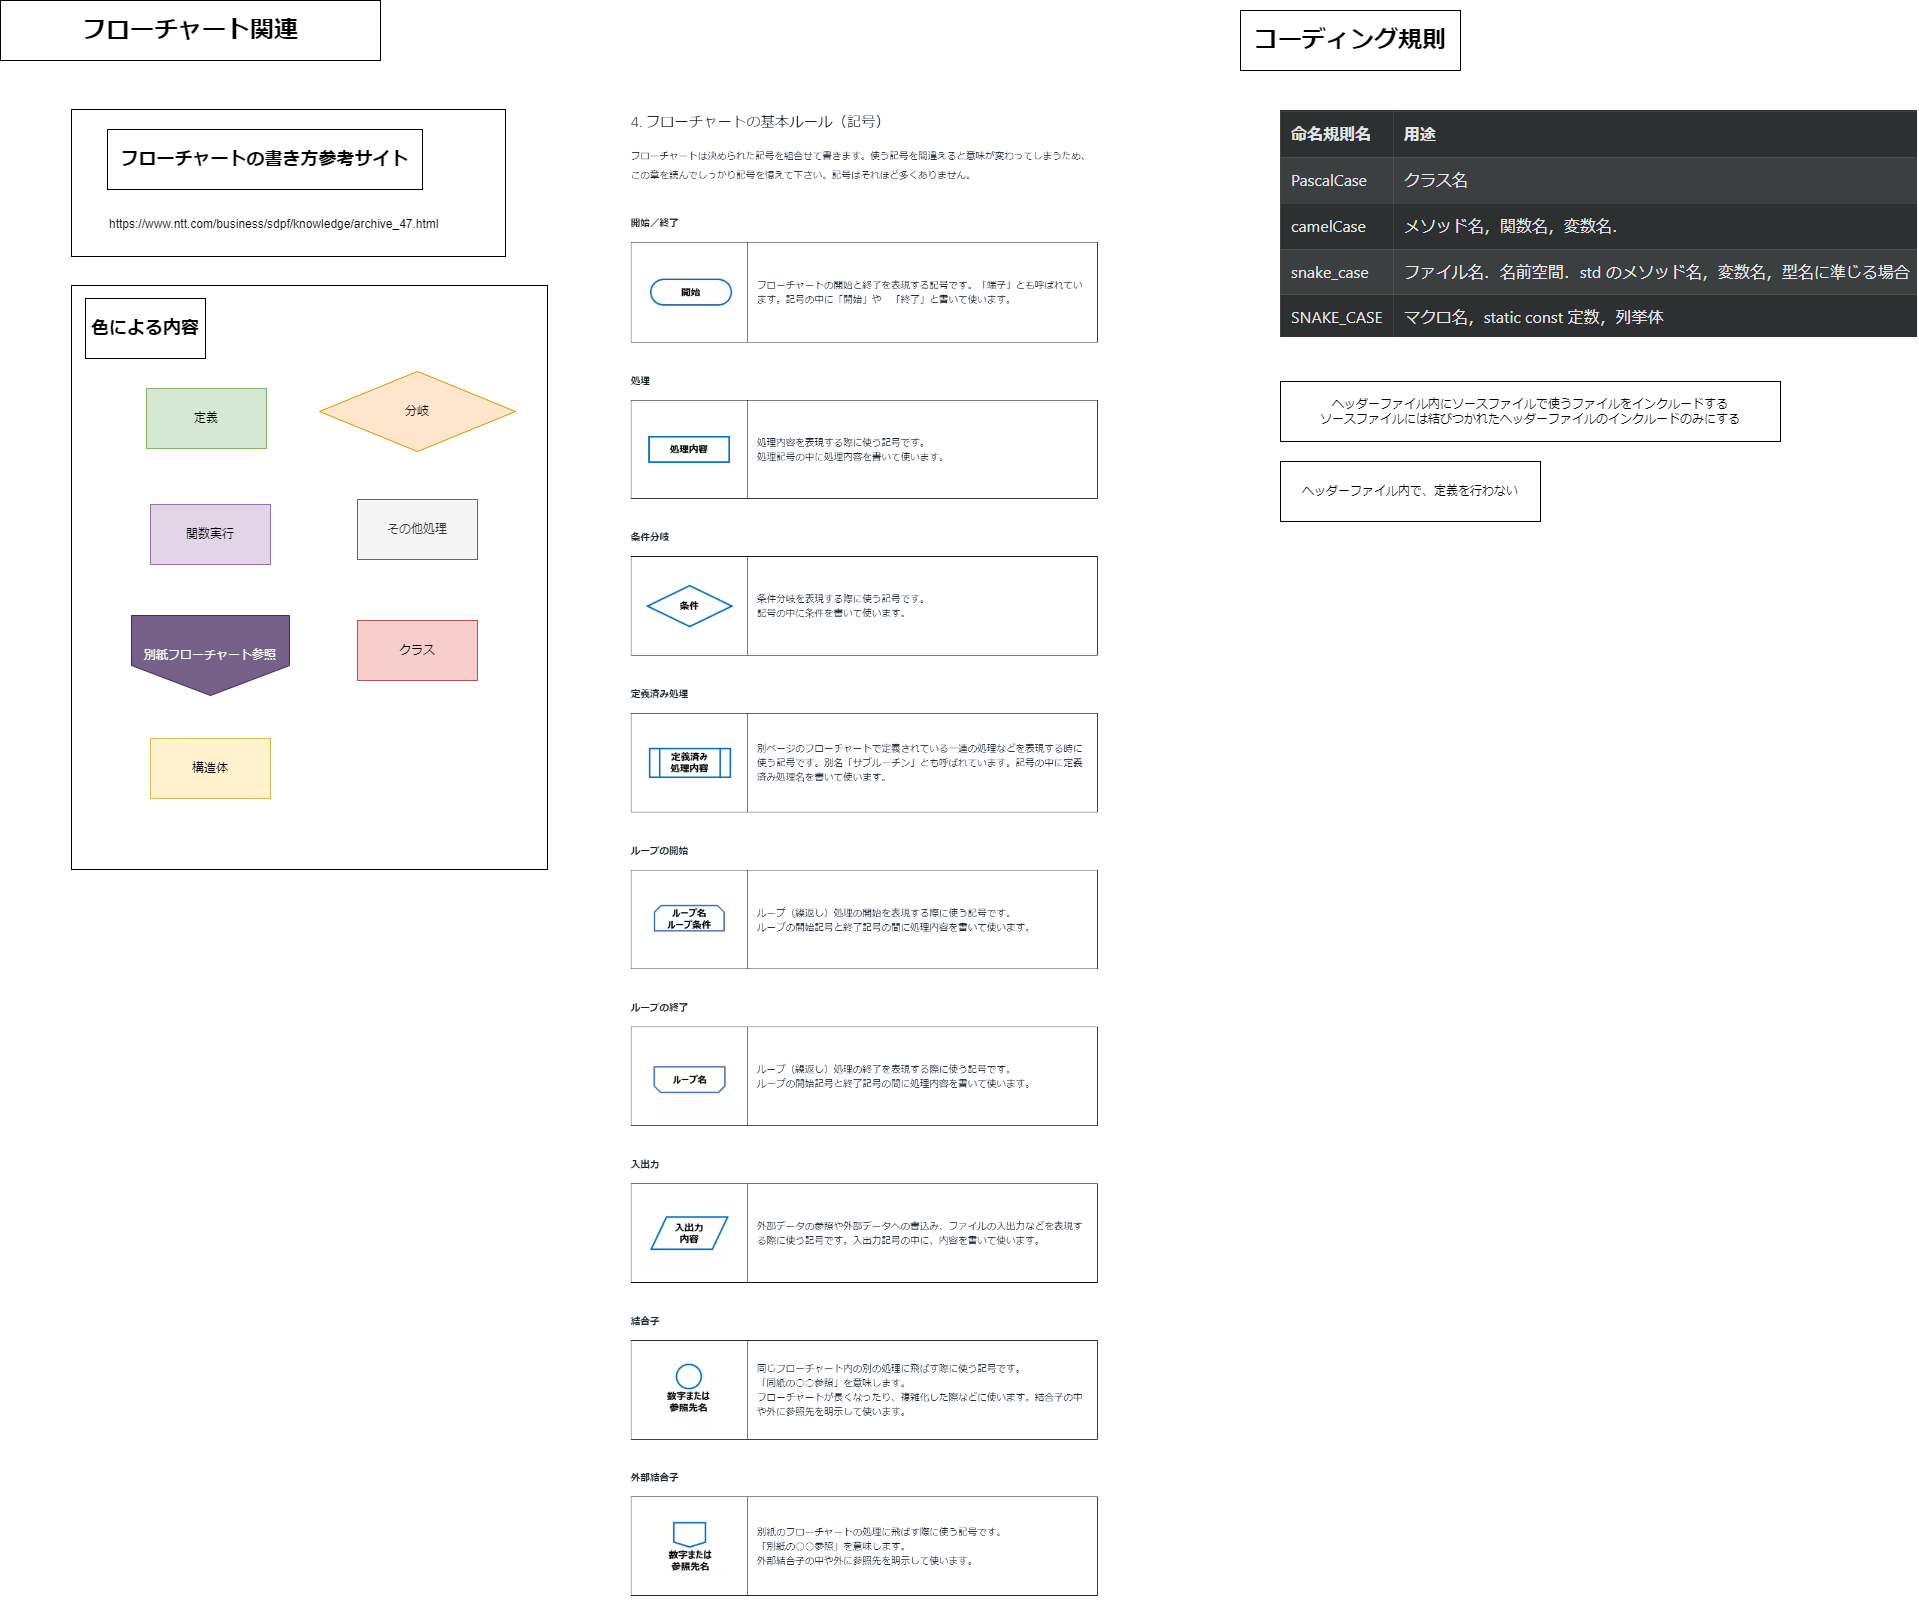 フローチャート関連
フローチャートの書き方参考サイト
https://www.ntt.com/business/sdpf/knowledge/archive_47.html
色による内容
定義
分岐
関数実行
その他処理
別紙フローチャート参照
クラス
構造体
4. フローチャートの基本ルール（記号）
フローチャートは決められた記号を組合せて書きます。使う記号を間違えると意味が変わってしまうため、
この章を読んでしっかり記号を憶えて下さい。記号はそれほど多くありません。
開始／終了
開始
フローチャートの開始と終了を表現する記号です。「端子」とも呼ばれてい
ます。記号の中に「開始」や　「終了」と書いて使います。
処理
処理内容
処理内容を表現する際に使う記号です。
処理記号の中に処理内容を書いて使います。
条件分岐
条件
条件分岐を表現する際に使う記号です。
記号の中に条件を書いて使います。
定義済み処理
定義済み
処理内容
別ページのフローチャートで定義されている一連の処理などを表現する時に
使う記号です。別名「サブルーチン」とも呼ばれています。記号の中に定義
済み処理名を書いて使います。
ループの開始
ループ名
ループ条件
ループ（繰返し）処理の開始を表現する際に使う記号です。
ループの開始記号と終了記号の間に処理内容を書いて使います。
ループの終了
ループ名
ループ（繰返し）処理の終了を表現する際に使う記号です。
ループの開始記号と終了記号の間に処理内容を書いて使います。
入出力
入出力
内容
外部データの参照や外部データへの書込み、ファイルの入出力などを表現す
る際に使う記号です。入出力記号の中に、内容を書いて使います。
結合子
数字または
参照先名
同じフローチャート内の別の処理に飛ばす際に使う記号です。
「同紙の○○参照」を意味します。
フローチャートが長くなったり、複雑化した際などに使います。結合子の中
や外に参照先を明示して使います。
外部結合子
数字または
参照先名
別紙のフローチャートの処理に飛ばす際に使う記号です。
「別紙の○○参照」を意味します。
外部結合子の中や外に参照先を明示して使います。
コーディング規則
命名規則名 用途
PascalCase クラス名
camelCase メソッド名，関数名，変数名．
snake_case ファイル名．名前空間．std のメソッド名，変数名，型名に準じる場合
SNAKE_CASE マクロ名，static const 定数，列挙体
ヘッダーファイル内にソースファイルで使うファイルをインクルードする
ソースファイルには結びつかれたヘッダーファイルのインクルードのみにする
ヘッダーファイル内で、定義を行わない